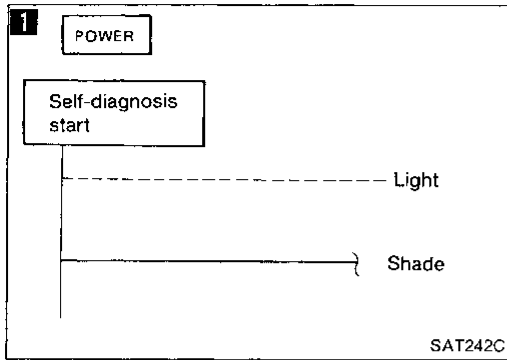 1
POWER
Self-diagnosis
start
Light
Shade
SAT242C